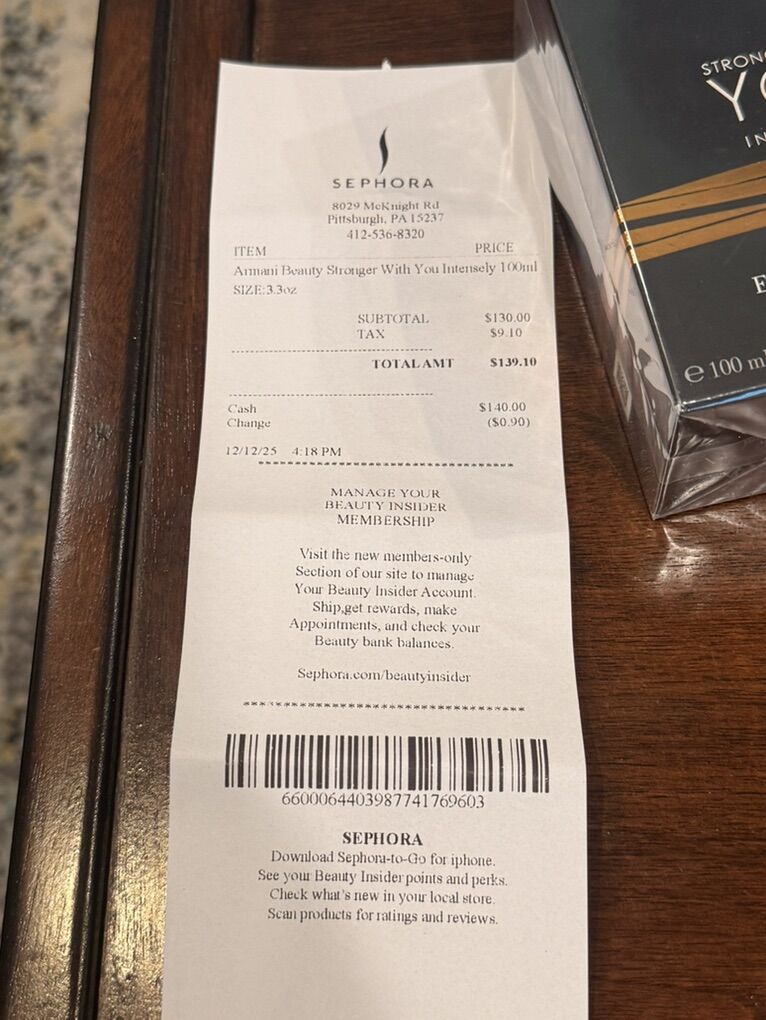 SEPHORA
8029 McKnight Rd
Pittsburgh, PA 15237
412-536-8320
ITEM PRICE
Armani Beauty Stronger With You Intensely 100ml
SIZE:3.3oz
SUBTOTAL $130.00
TAX $9.10
TOTAL AMT $139.10
Cash $140.00
Change ($0.90)
12/12/25 4:18 PM
MANAGE YOUR
BEAUTY INSIDER
MEMBERSHIP
Visit the new members-only
Section of our site to manage
Your Beauty Insider Account.
Ship,get rewards, make
Appointments, and check your
Beauty bank balances.
Sephora.com/beautyinsider
6600064403987741769603
SEPHORA
Download Sephora-to-Go for iphone.
See your Beauty Insider points and perks.
Check what's new in your local store.
Scan products for ratings and reviews.
STRON
YO
IN
E
e 100 ml